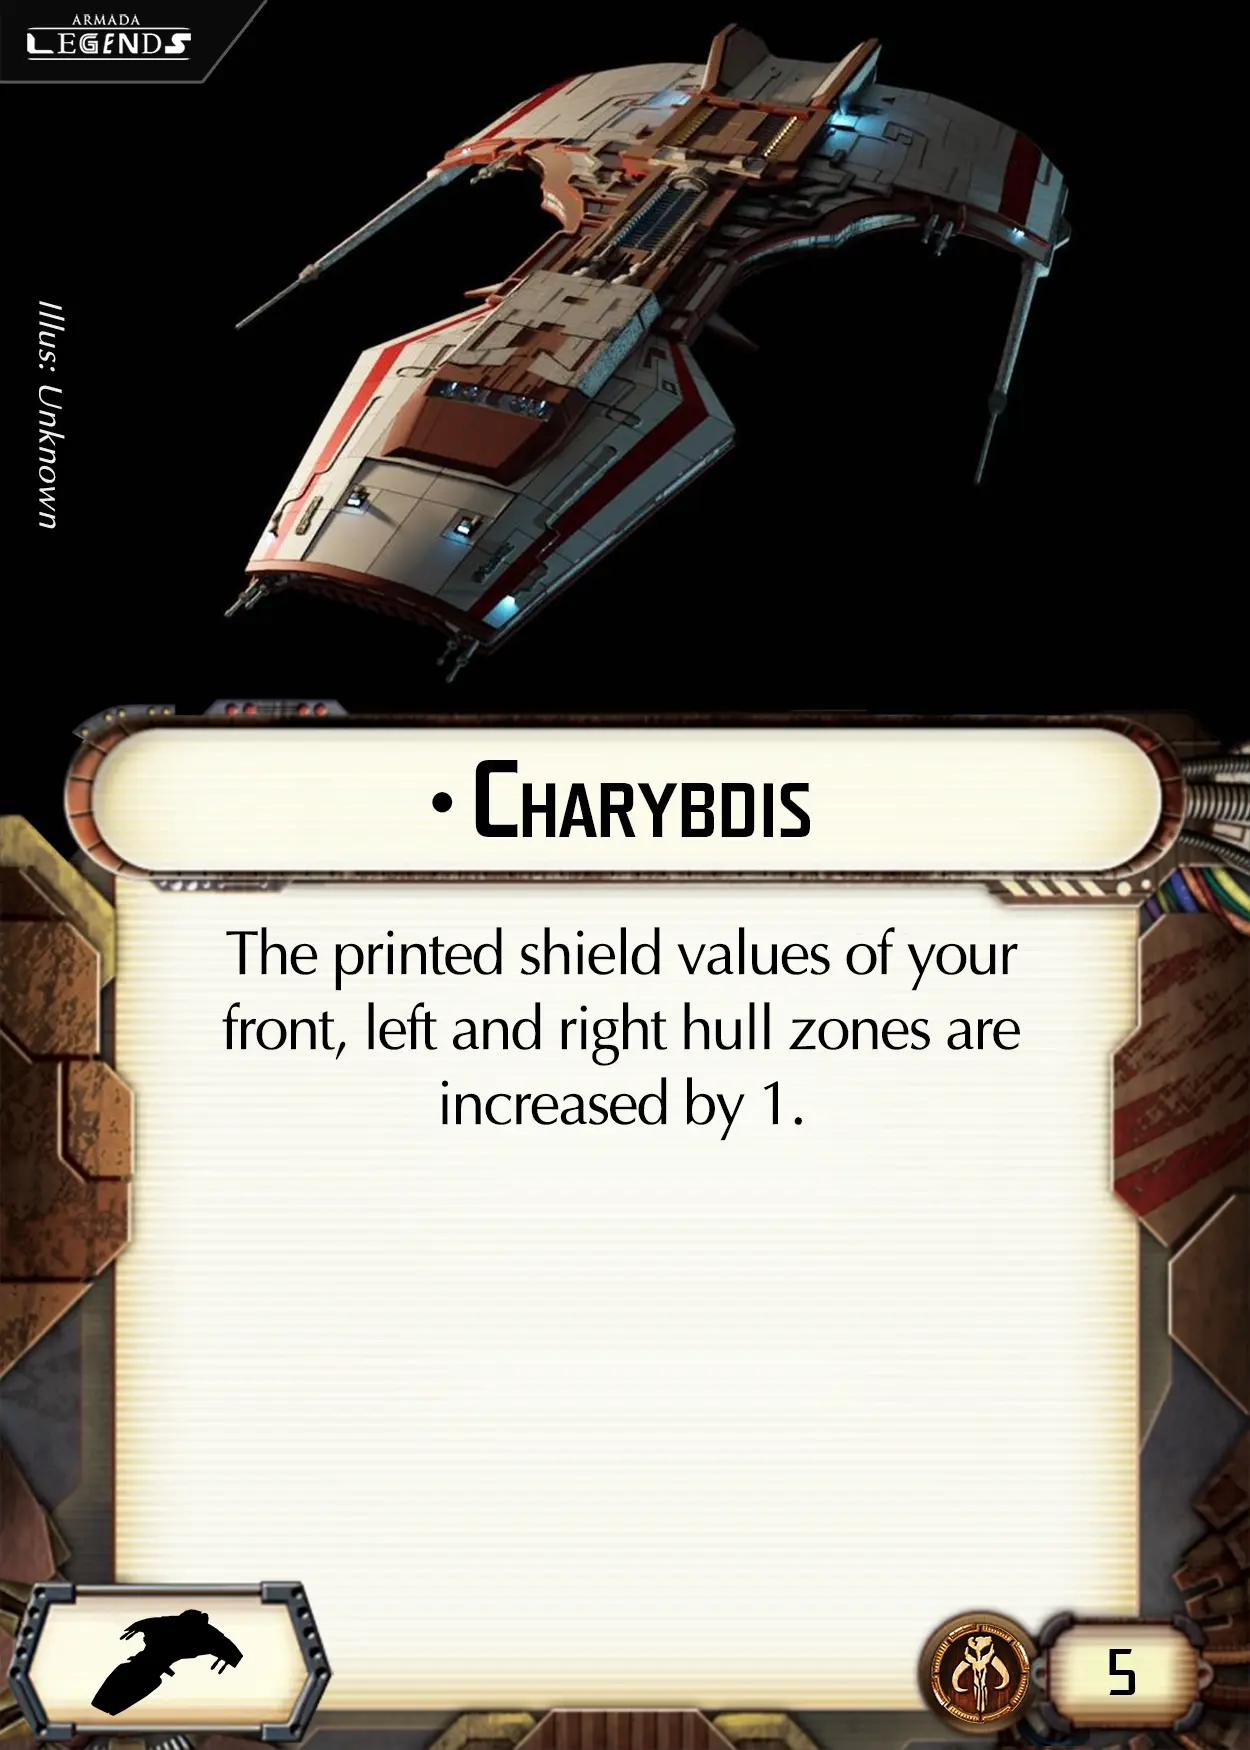 ARMADA
LEGENDS
Illus: Unknown
• CHARYBDIS
The printed shield values of your
front, left and right hull zones are
increased by 1.
5